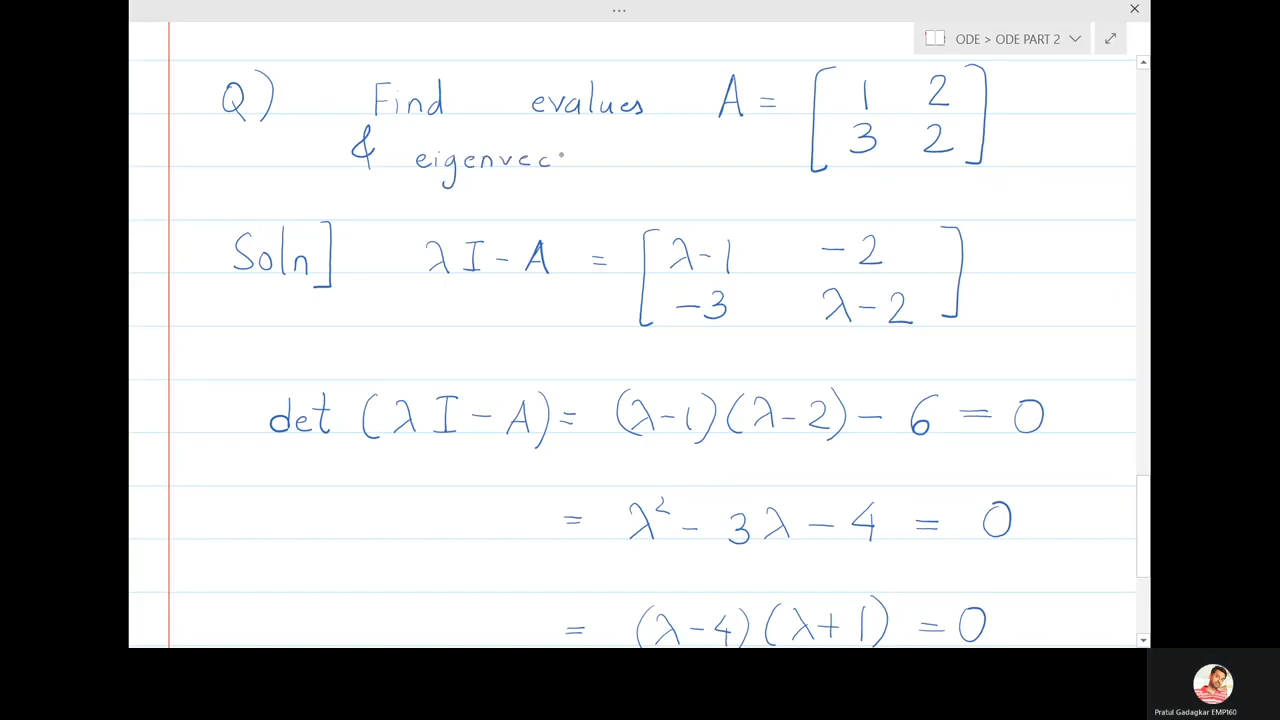 ODE > ODE PART 2
Q) Find evalues A = [ 1 2
3 2 ]
& eigenvec
Soln] λI - A = [ λ-1 -2
-3 λ-2 ]
det (λI - A) = (λ-1)(λ-2) - 6 = 0
= λ² - 3λ - 4 = 0
= (λ-4)(λ+1) = 0
Pratul Gadagkar EMP160